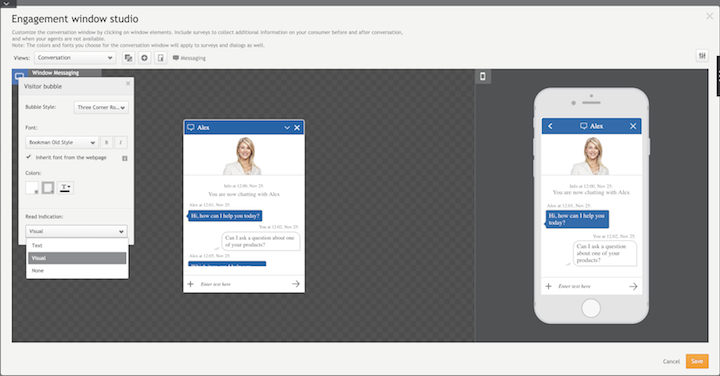 Engagement window studio
Customize the conversation window by clicking on window elements. Include surveys to collect additional information on your consumer before and after conversation,
and when your agents are not available.
Note: The colors and fonts you choose for the conversation window will apply to surveys and dialogs as well.
Views: Conversation Messaging
Window Messaging
Visitor bubble
Bubble Style: Three Corner Ro...
Font:
Bookman Old Style B I
Inherit font from the webpage
Colors:
T
Read Indication:
Visual
Text
Visual
None
Alex
Info at 12:00, Nov 25:
You are now chatting with Alex
Alex at 12:01, Nov 25:
Hi, how can I help you today?
You at 12:02, Nov 25:
Can I ask a question about one
of your products?
Alex at 12:03, Nov 25:
Enter text here
Alex
Info at 12:00, Nov 25:
You are now chatting with Alex
Alex at 12:01, Nov 25:
Hi, how can I help you
today?
You at 12:02, Nov 25:
Can I ask a question
about one of your
products?
Enter text here
Cancel Save